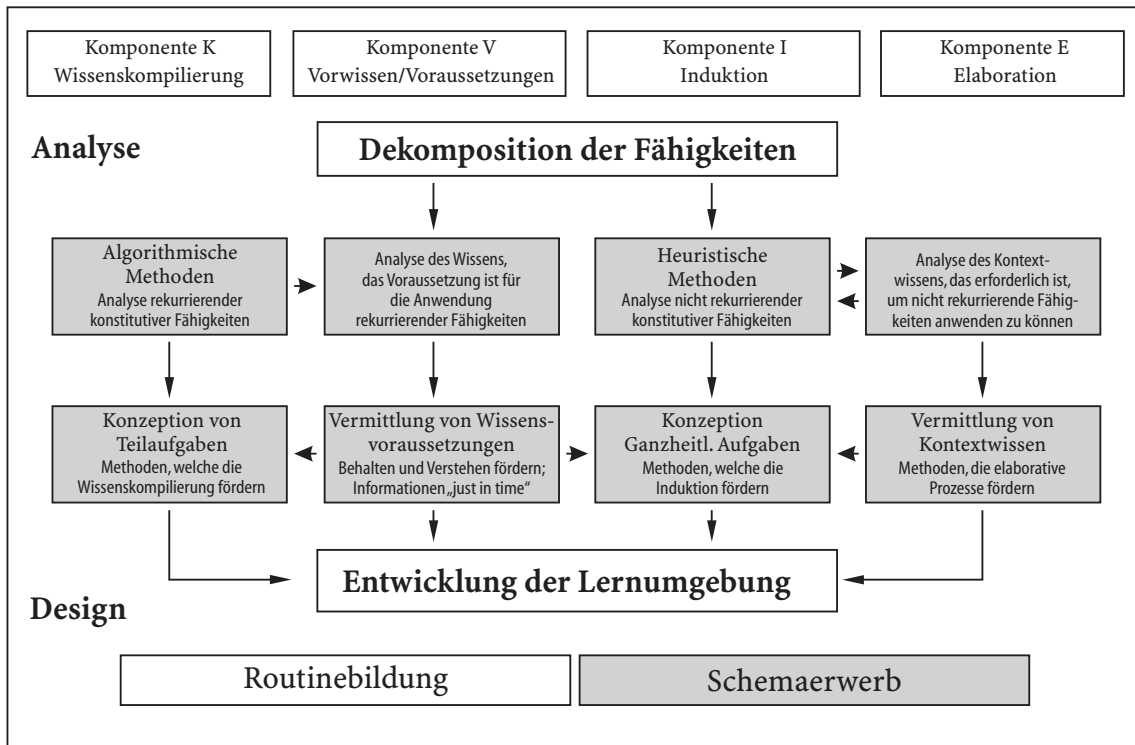 Komponente K
Wissenskompilierung
Komponente V
Vorwissen/Voraussetzungen
Komponente I
Induktion
Komponente E
Elaboration
Analyse
Dekomposition der Fähigkeiten
Algorithmische
Methoden
Analyse rekurrierender
konstitutiver Fähigkeiten
Analyse des Wissens,
das Voraussetzung ist für
die Anwendung
rekurrierender Fähigkeiten
Heuristische
Methoden
Analyse nicht rekurrierender
konstitutiver Fähigkeiten
Analyse des Kontext-
wissens, das erforderlich ist,
um nicht rekurrierende Fähig-
keiten anwenden zu können
Konzeption von
Teilaufgaben
Methoden, welche die
Wissenskompilierung fördern
Vermittlung von Wissens-
voraussetzungen
Behalten und Verstehen fördern;
Informationen „just in time“
Konzeption
Ganzheitl. Aufgaben
Methoden, welche die
Induktion fördern
Vermittlung von
Kontextwissen
Methoden, die elaborative
Prozesse fördern
Entwicklung der Lernumgebung
Design
Routinebildung
Schemaerwerb